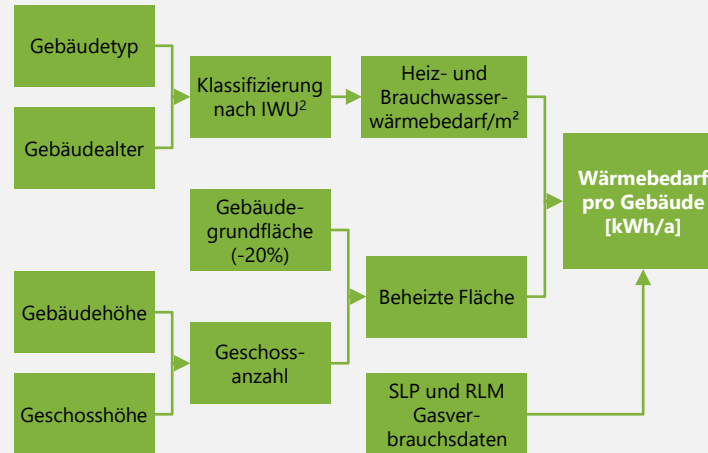 Gebäudetyp
Gebäudealter
Klassifizierung
nach IWU²
Heiz- und
Brauchwasser-
wärmebedarf/m²
Wärmebedarf
pro Gebäude
[kWh/a]
Gebäude-
grundfläche
(-20%)
Gebäudehöhe
Geschosshöhe
Geschoss-
anzahl
Beheizte Fläche
SLP und RLM
Gasver-
brauchsdaten